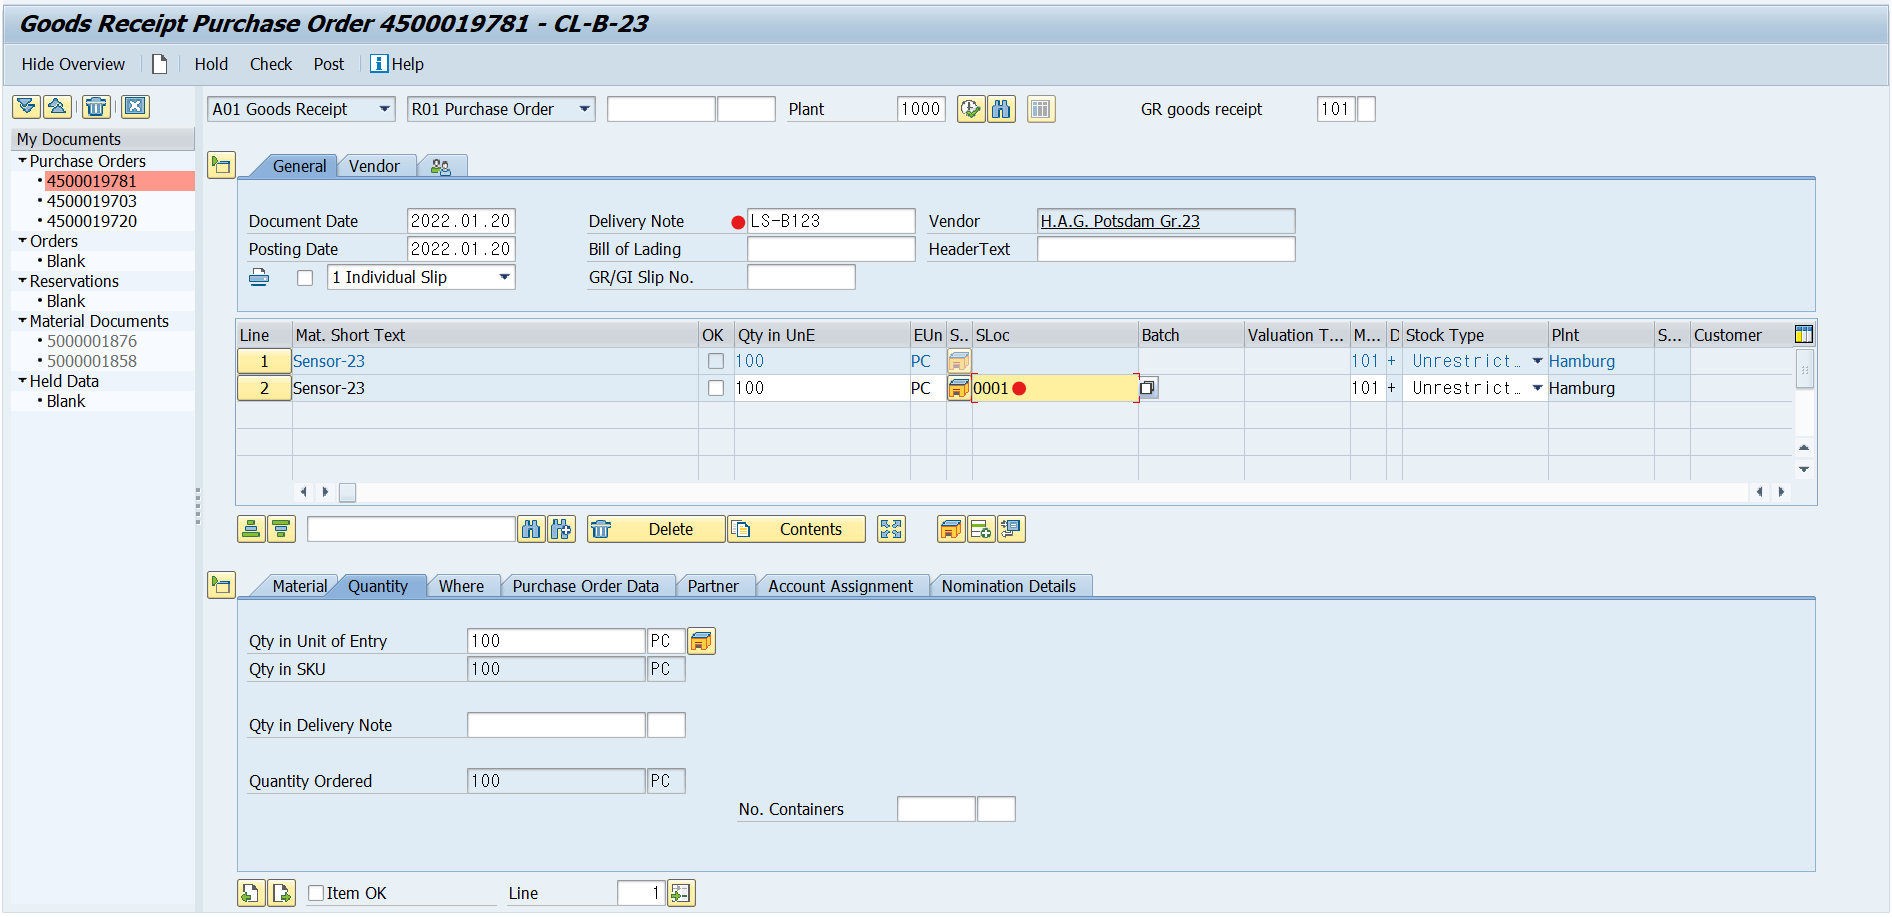 Goods Receipt Purchase Order 4500019781 - CL-B-23
Hide Overview Hold Check Post Help
A01 Goods Receipt R01 Purchase Order Plant 1000 GR goods receipt 101
My Documents
Purchase Orders
4500019781
4500019703
4500019720
Orders
Blank
Reservations
Blank
Material Documents
5000001876
5000001858
Held Data
Blank
General Vendor
Document Date 2022.01.20 Delivery Note LS-B123 Vendor H.A.G. Potsdam Gr.23
Posting Date 2022.01.20 Bill of Lading HeaderText
1 Individual Slip GR/GI Slip No.
Line Mat. Short Text OK Qty in UnE EUn S.. SLoc Batch Valuation T... M... D Stock Type Plnt S... Customer
1 Sensor-23 100 PC 101 + Unrestrict… Hamburg
2 Sensor-23 100 PC 0001 101 + Unrestrict… Hamburg
Delete Contents
Material Quantity Where Purchase Order Data Partner Account Assignment Nomination Details
Qty in Unit of Entry 100 PC
Qty in SKU 100 PC
Qty in Delivery Note
Quantity Ordered 100 PC
No. Containers
Item OK Line 1